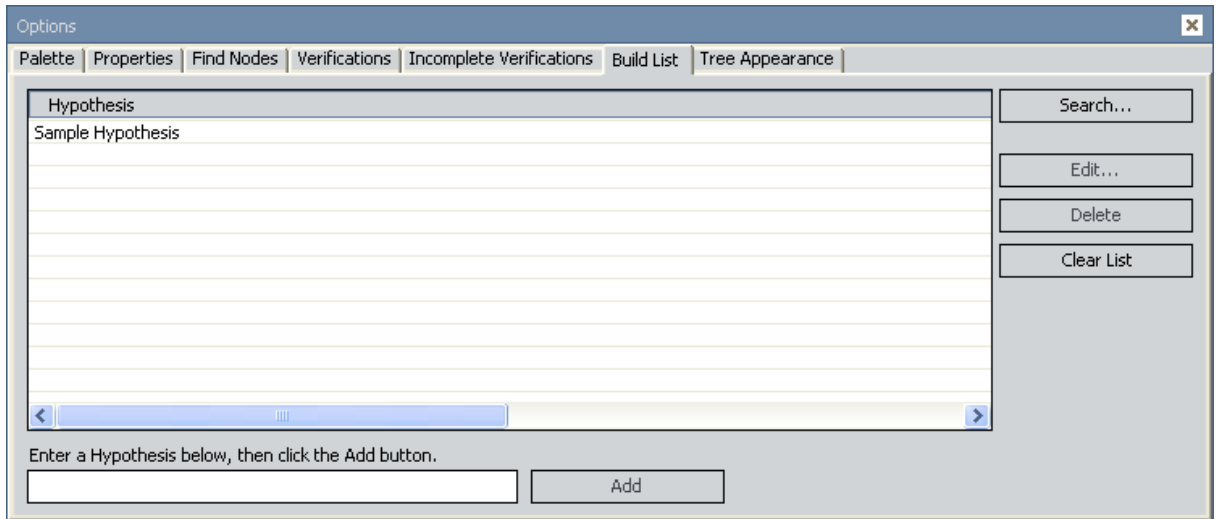 Options
Palette Properties Find Nodes Verifications Incomplete Verifications Build List Tree Appearance
Hypothesis
Sample Hypothesis
Search...
Edit...
Delete
Clear List
Enter a Hypothesis below, then click the Add button.
Add